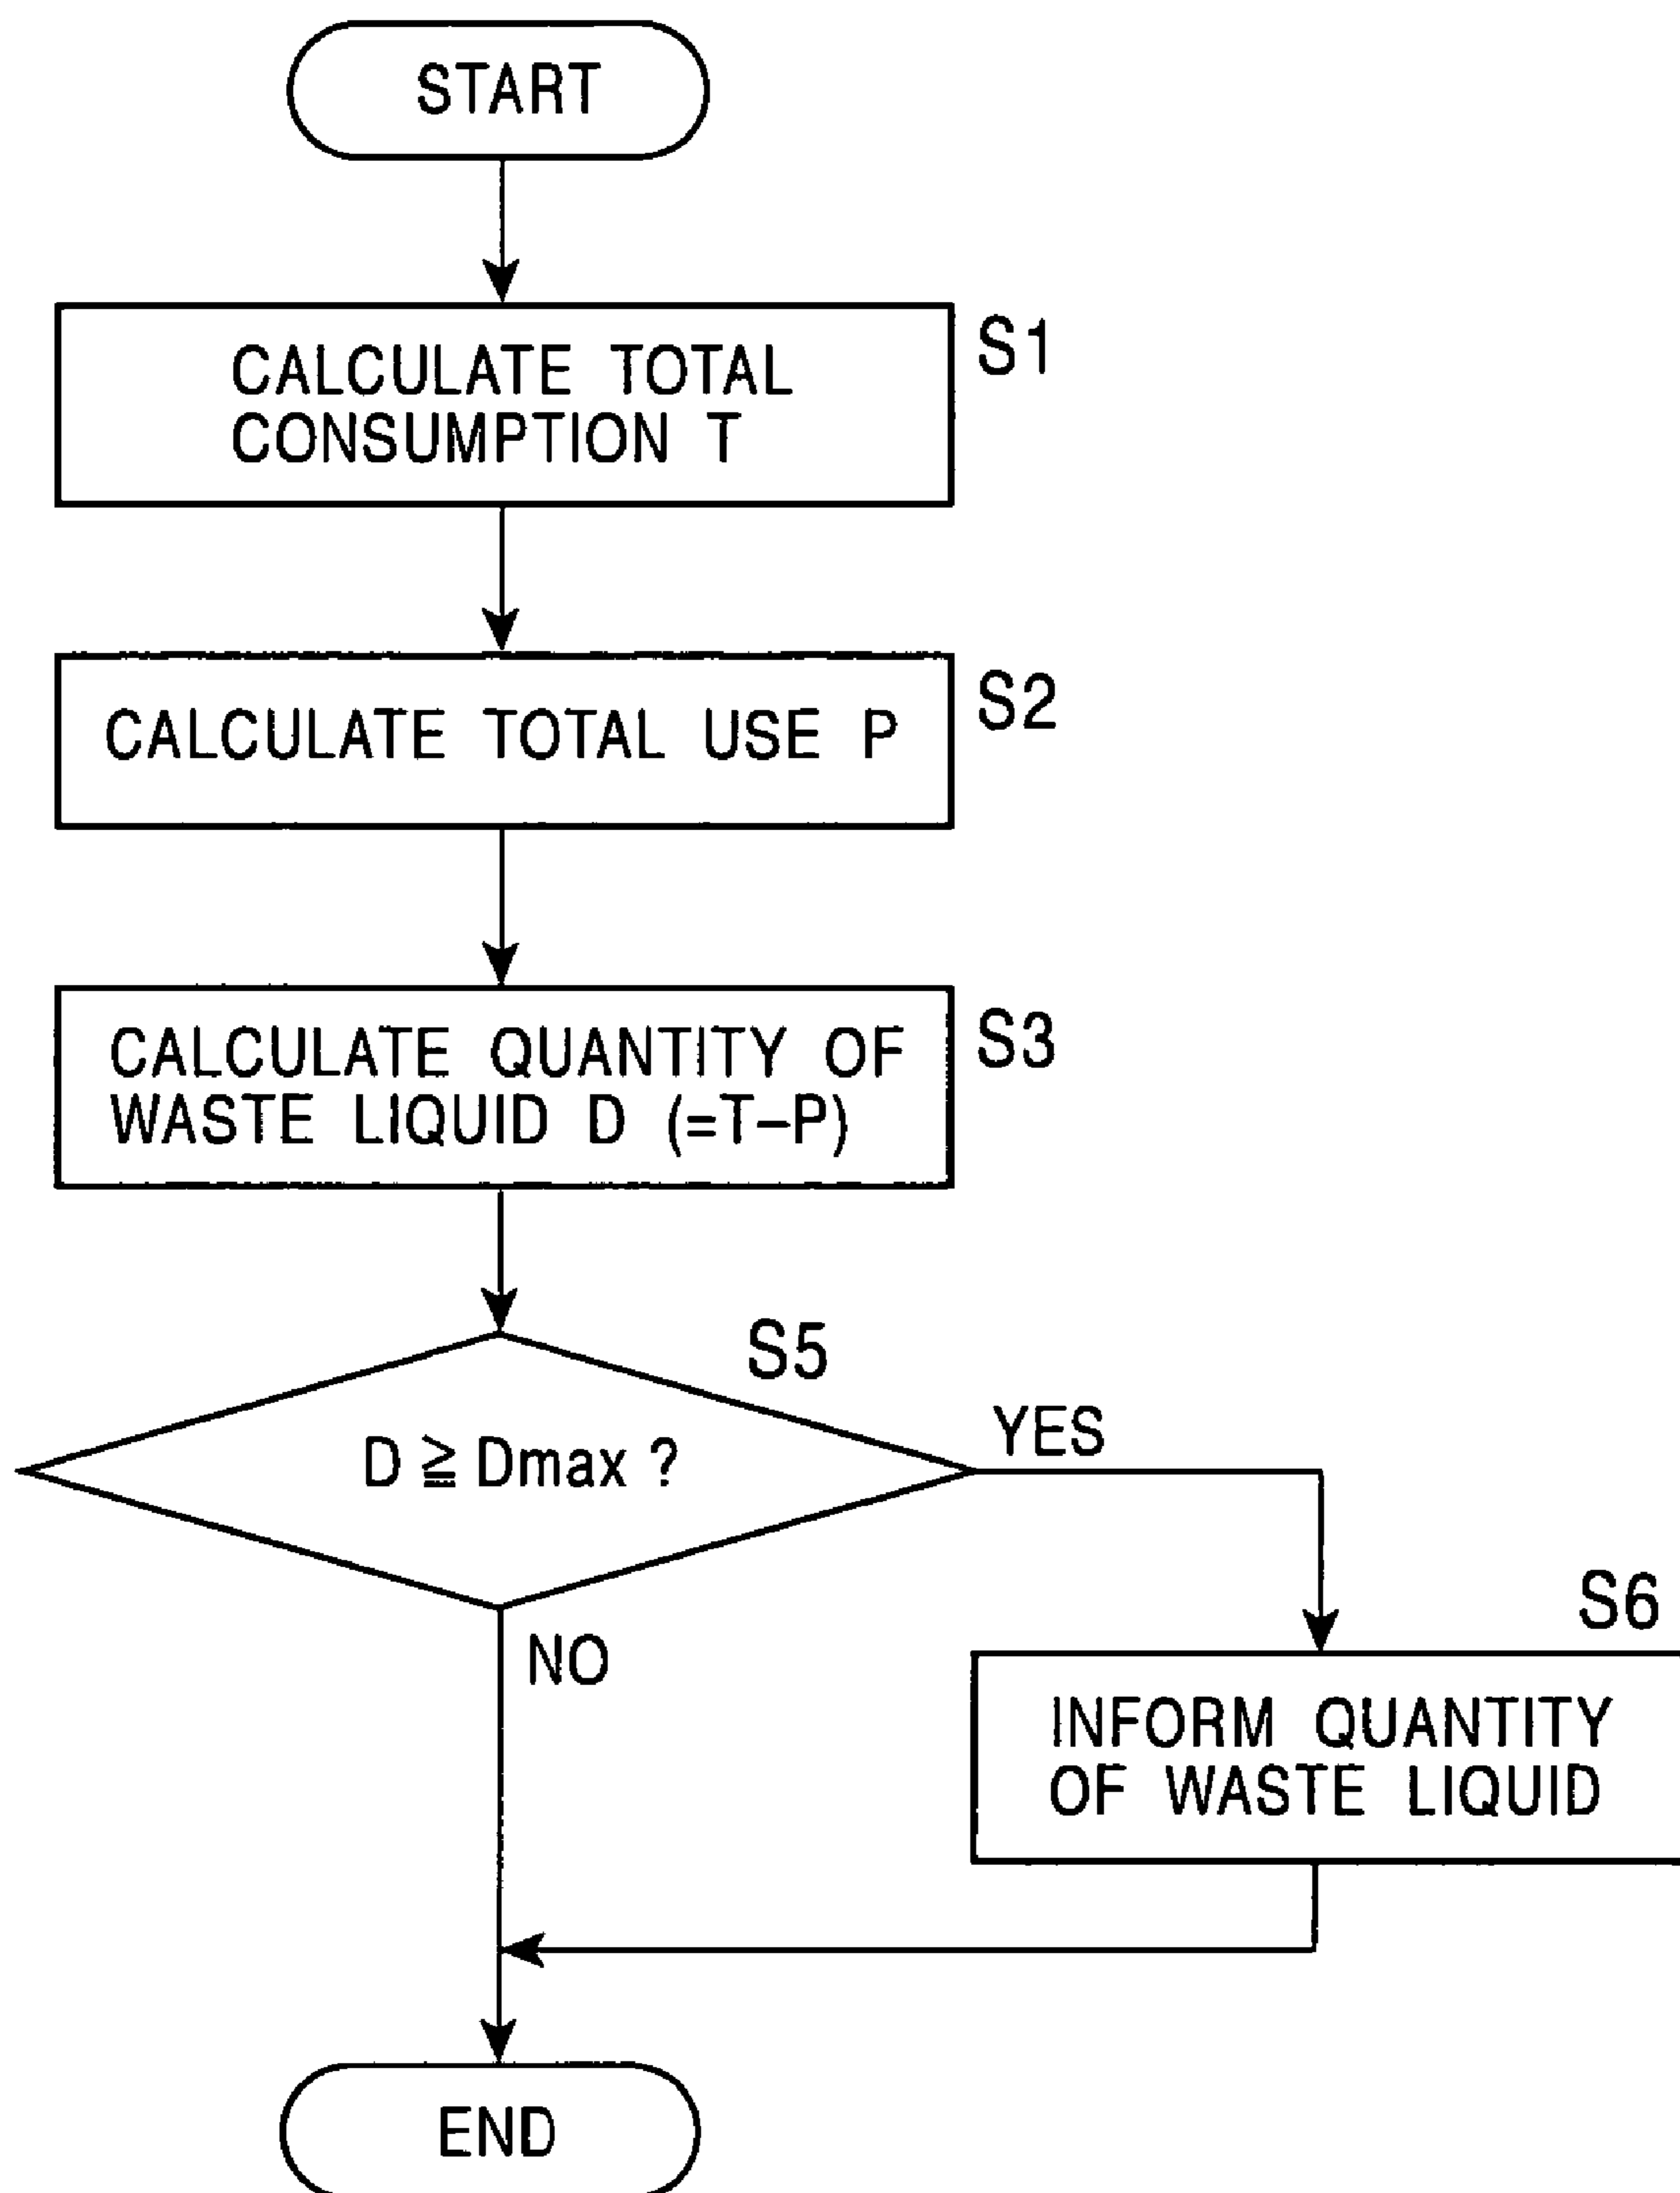 START
CALCULATE TOTAL
CONSUMPTION T
S1
CALCULATE TOTAL USE P
S2
CALCULATE QUANTITY OF
WASTE LIQUID D (=T−P)
S3
S5
D ≧ Dmax ?
YES
NO
S6
INFORM QUANTITY
OF WASTE LIQUID
END